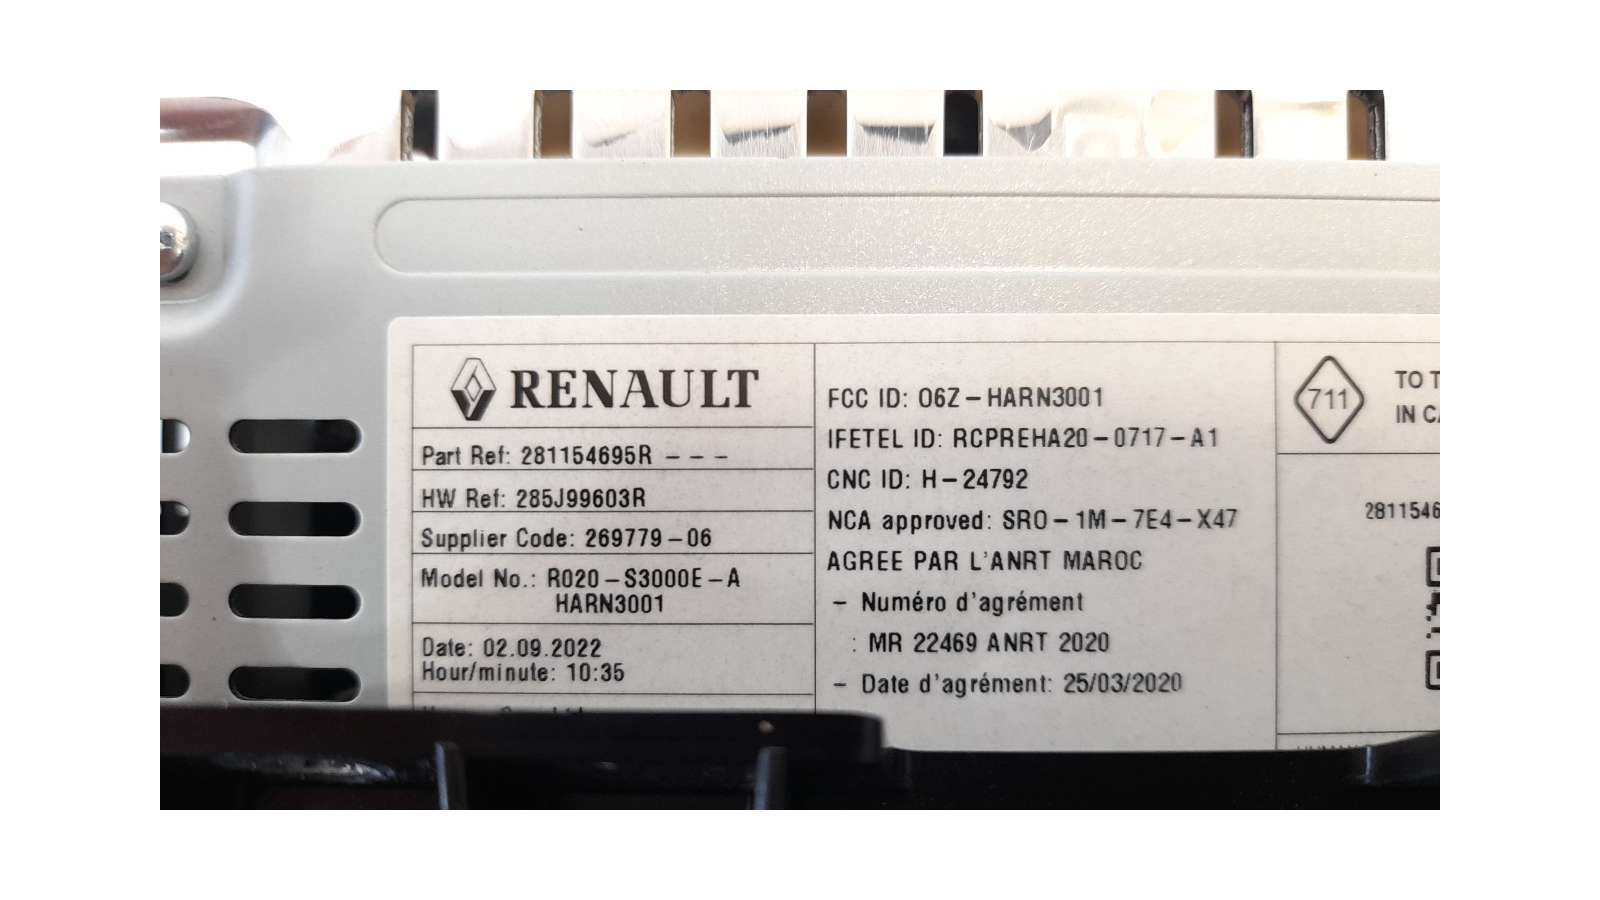 RENAULT
Part Ref: 281154695R - - -
HW Ref: 285J99603R
Supplier Code: 269779-06
Model No.: R020-S3000E-A
HARN3001
Date: 02.09.2022
Hour/minute: 10:35
FCC ID: O6Z-HARN3001
IFETEL ID: RCPREHA20-0717-A1
CNC ID: H-24792
NCA approved: SRO-1M-7E4-X47
AGREE PAR L'ANRT MAROC
- Numéro d'agrément
: MR 22469 ANRT 2020
- Date d'agrément: 25/03/2020
711
TO T
IN CA
2811546